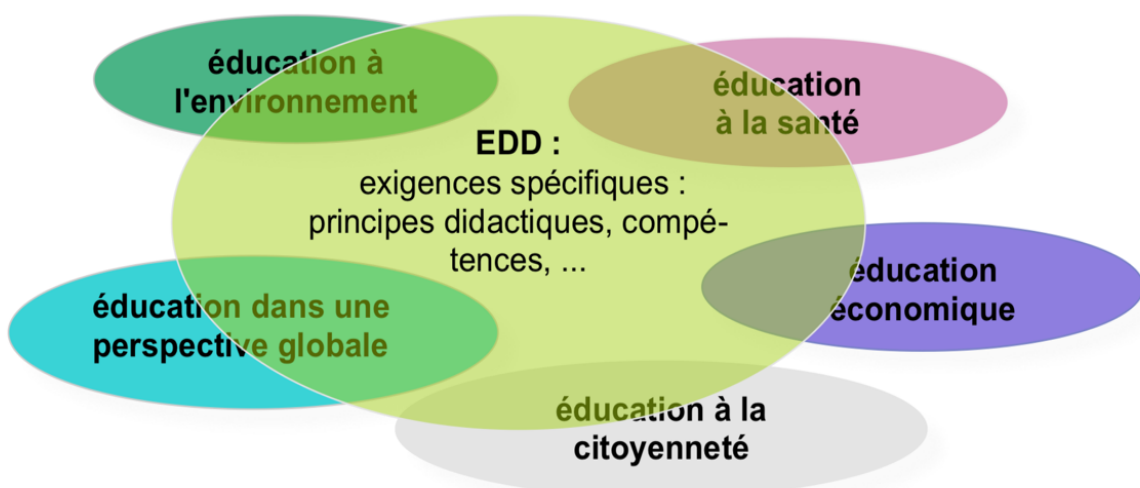 éducation à
l'environnement
éducation
à la santé
EDD :
exigences spécifiques :
principes didactiques, compé-
tences, ...
éducation
économique
éducation dans une
perspective globale
éducation à la
citoyenneté